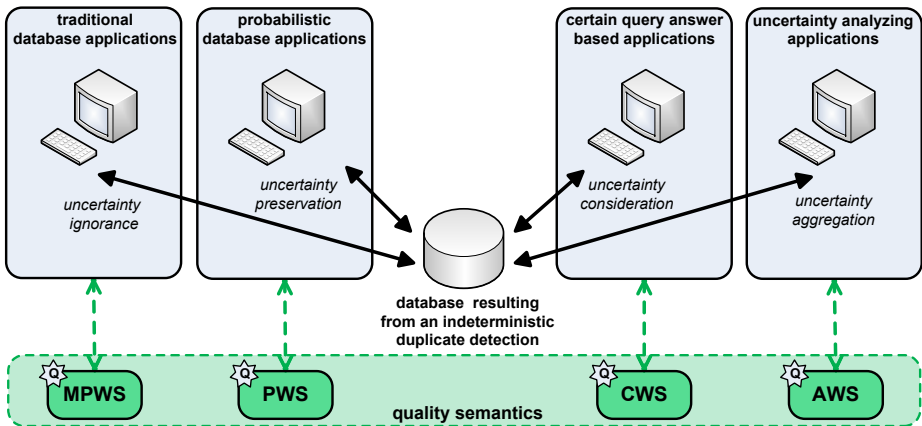 traditional
database applications
probabilistic
database applications
certain query answer
based applications
uncertainty analyzing
applications
uncertainty
ignorance
uncertainty
preservation
uncertainty
consideration
uncertainty
aggregation
database resulting
from an indeterministic
duplicate detection
Q
MPWS
Q
PWS
Q
CWS
Q
AWS
quality semantics